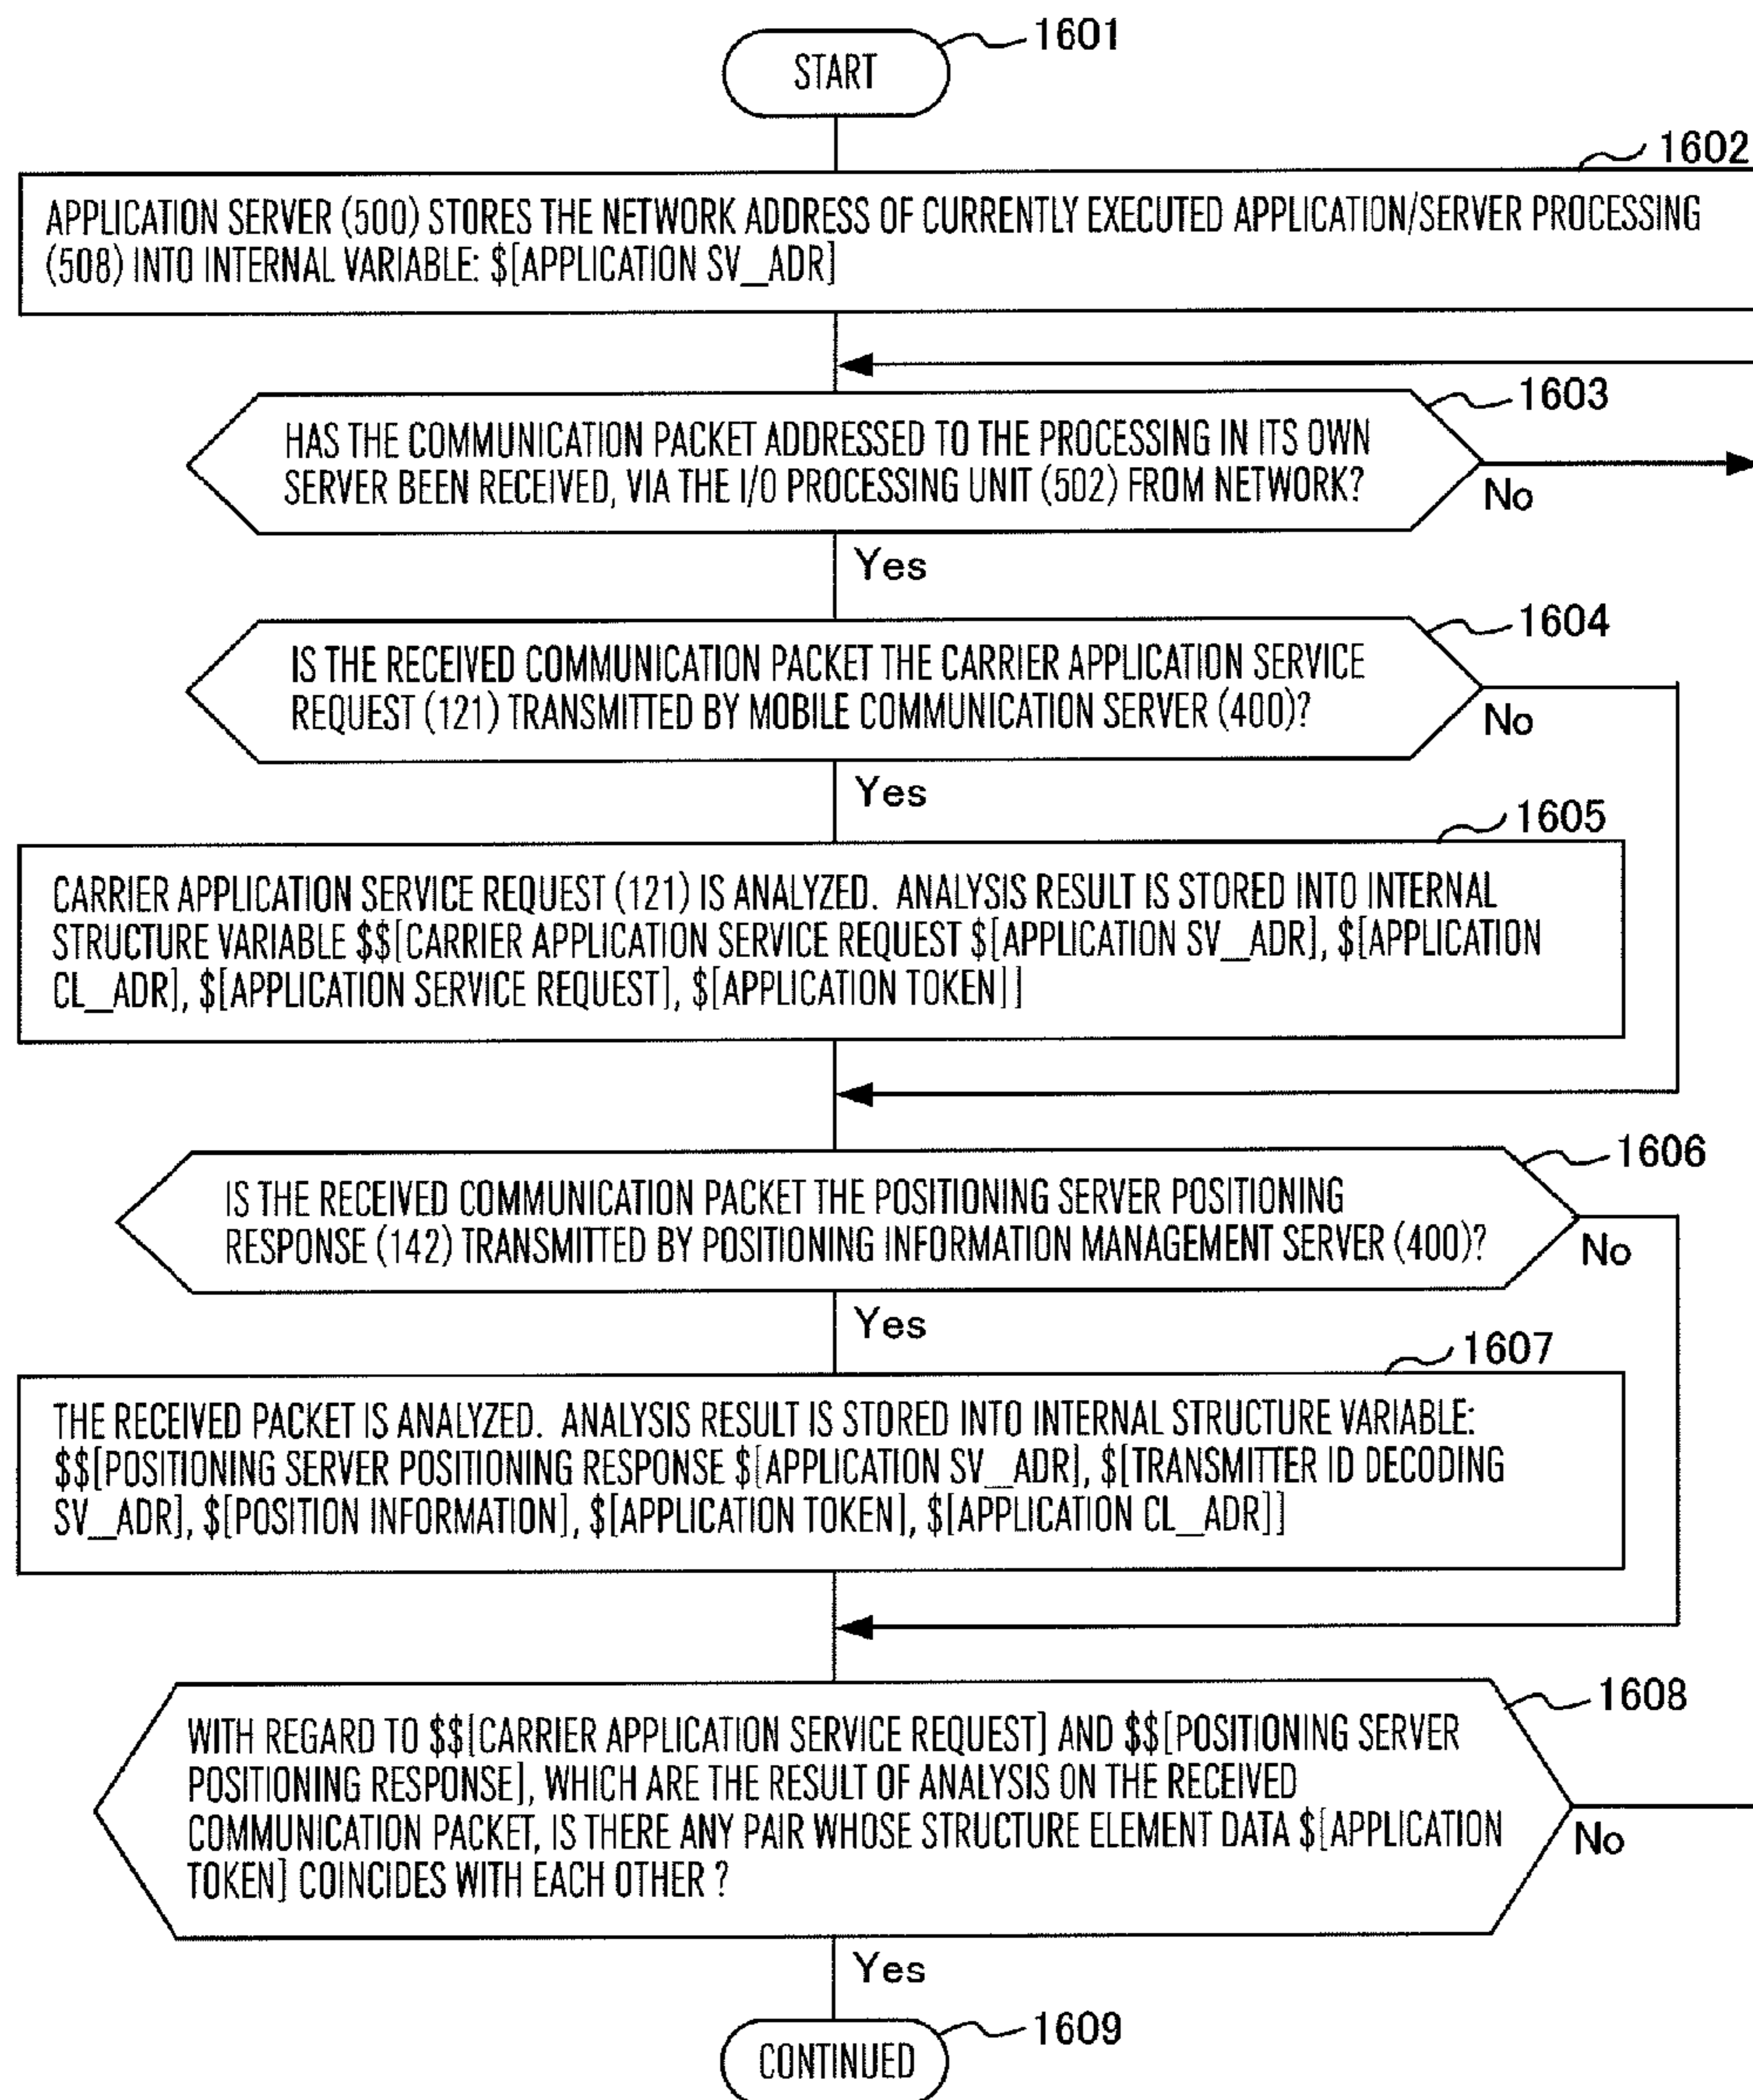 1601
START
1602
APPLICATION SERVER (500) STORES THE NETWORK ADDRESS OF CURRENTLY EXECUTED APPLICATION/SERVER PROCESSING
(508) INTO INTERNAL VARIABLE: $[APPLICATION SV_ADR]
1603
HAS THE COMMUNICATION PACKET ADDRESSED TO THE PROCESSING IN ITS OWN
SERVER BEEN RECEIVED, VIA THE I/O PROCESSING UNIT (502) FROM NETWORK?
No
Yes
1604
IS THE RECEIVED COMMUNICATION PACKET THE CARRIER APPLICATION SERVICE
REQUEST (121) TRANSMITTED BY MOBILE COMMUNICATION SERVER (400)?
No
Yes
1605
CARRIER APPLICATION SERVICE REQUEST (121) IS ANALYZED. ANALYSIS RESULT IS STORED INTO INTERNAL
STRUCTURE VARIABLE $$[CARRIER APPLICATION SERVICE REQUEST $[APPLICATION SV_ADR], $[APPLICATION
CL_ADR], $[APPLICATION SERVICE REQUEST], $[APPLICATION TOKEN]]
1606
IS THE RECEIVED COMMUNICATION PACKET THE POSITIONING SERVER POSITIONING
RESPONSE (142) TRANSMITTED BY POSITIONING INFORMATION MANAGEMENT SERVER (400)?
No
Yes
1607
THE RECEIVED PACKET IS ANALYZED. ANALYSIS RESULT IS STORED INTO INTERNAL STRUCTURE VARIABLE:
$$[POSITIONING SERVER POSITIONING RESPONSE $[APPLICATION SV_ADR], $[TRANSMITTER ID DECODING
SV_ADR], $[POSITION INFORMATION], $[APPLICATION TOKEN], $[APPLICATION CL_ADR]]
1608
WITH REGARD TO $$[CARRIER APPLICATION SERVICE REQUEST] AND $$[POSITIONING SERVER
POSITIONING RESPONSE], WHICH ARE THE RESULT OF ANALYSIS ON THE RECEIVED
COMMUNICATION PACKET, IS THERE ANY PAIR WHOSE STRUCTURE ELEMENT DATA $[APPLICATION
TOKEN] COINCIDES WITH EACH OTHER ?
No
Yes
1609
CONTINUED